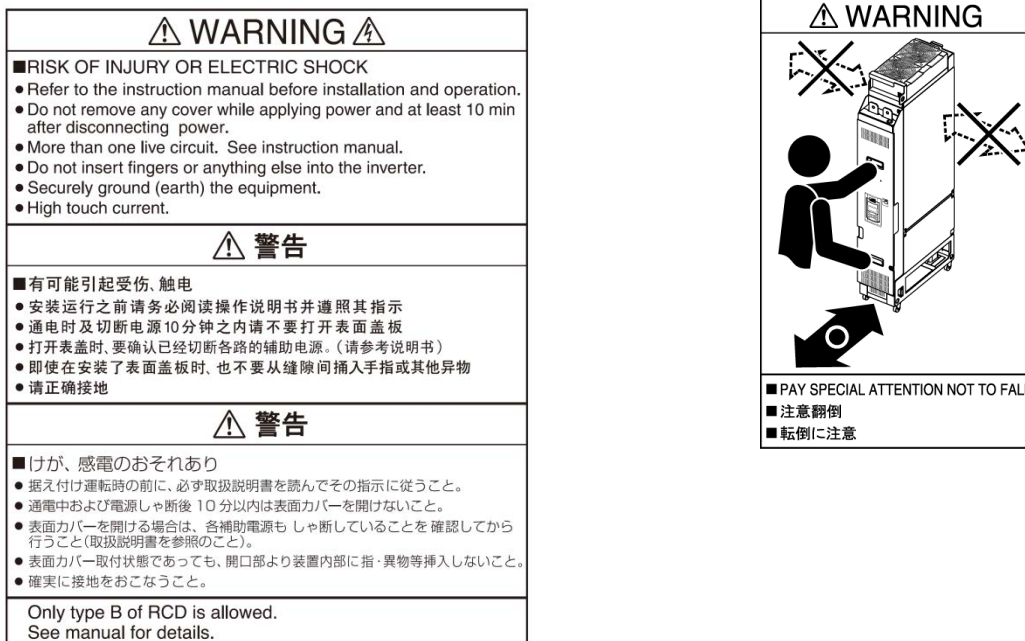 ⚠ WARNING
■RISK OF INJURY OR ELECTRIC SHOCK
●Refer to the instruction manual before installation and operation.
●Do not remove any cover while applying power and at least 10 min
after disconnecting power.
●More than one live circuit. See instruction manual.
●Do not insert fingers or anything else into the inverter.
●Securely ground (earth) the equipment.
●High touch current.
⚠ 警告
■有可能引起受伤、触电
●安装运行之前请务必阅读操作说明书并遵照其指示
●通电时及切断电源10分钟之内请不要打开表面盖板
●打开表盖时、要确认已经切断各路的辅助电源。(请参考说明书)
●即使在安装了表面盖板时、也不要从缝隙间捅入手指或其他异物
●请正确接地
⚠ 警告
■けが、感電のおそれあり
●据え付け運転時の前に、必ず取扱説明書を読んでその指示に従うこと。
●通電中および電源しゃ断後 10 分以内は表面カバーを開けないこと。
●表面カバーを開ける場合は、各補助電源も しゃ断していることを 確認してから
行うこと(取扱説明書を参照のこと)。
●表面カバー取付状態であっても、開口部より装置内部に指・異物等挿入しないこと。
●確実に接地をおこなうこと。
Only type B of RCD is allowed.
See manual for details.
⚠ WARNING
■PAY SPECIAL ATTENTION NOT TO FAL
■注意翻倒
■転倒に注意